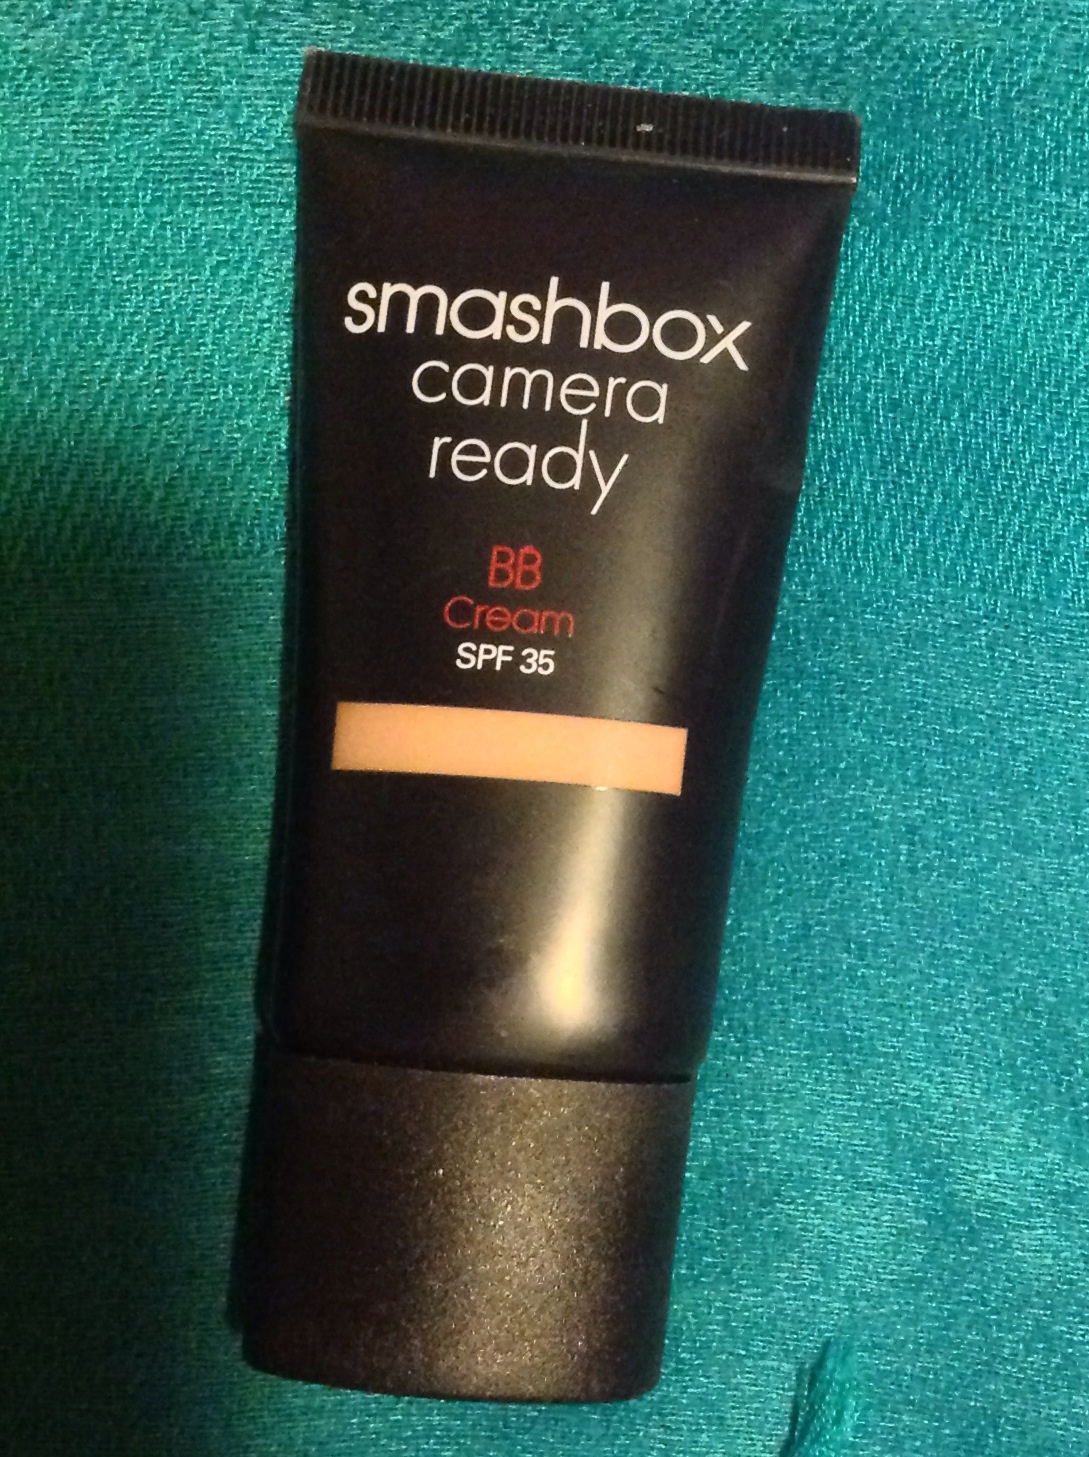 smashbox
camera
ready
BB
Cream
SPF 35